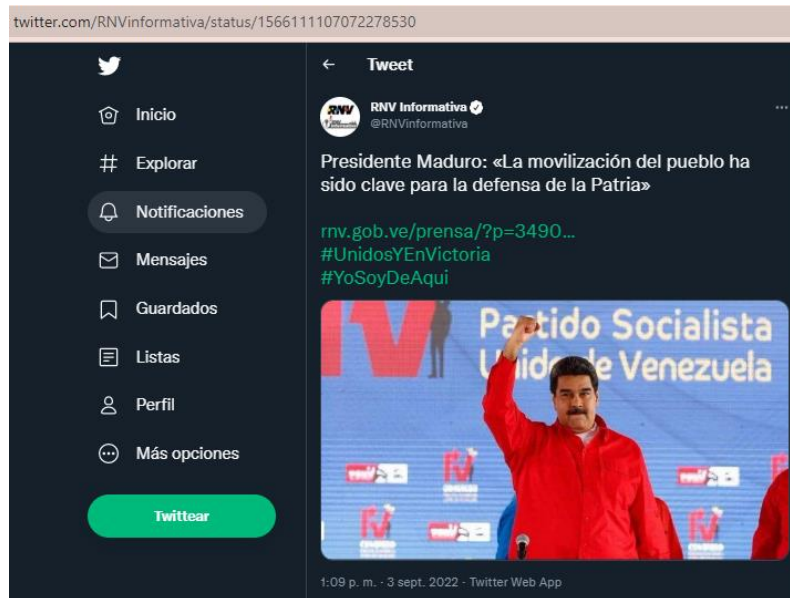 twitter.com/RNVinformativa/status/1566111107072278530
Tweet
Inicio
Explorar
Notificaciones
Mensajes
Guardados
Listas
Perfil
Más opciones
Twittear
RNV
RNV Informativa
@RNVinformativa
Presidente Maduro: «La movilización del pueblo ha
sido clave para la defensa de la Patria»
rnv.gob.ve/prensa/?p=3490...
#UnidosYEnVictoria
#YoSoyDeAqui
Partido Socialista
de Venezuela
1:09 p. m. · 3 sept. 2022 · Twitter Web App